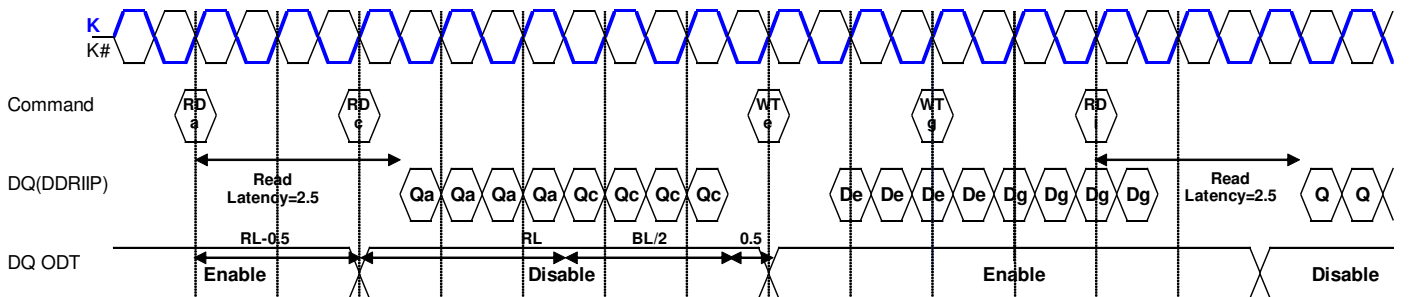 K
K#
Command
RD a
RD c
WT e
WT g
RD i
DQ(DDRIIP)
Read
Latency=2.5
Qa Qa Qa Qa Qc Qc Qc Qc
De De De De Dg Dg Dg Dg
Read
Latency=2.5
Q Q
RL-0.5
RL
BL/2
0.5
DQ ODT
Enable
Disable
Enable
Disable